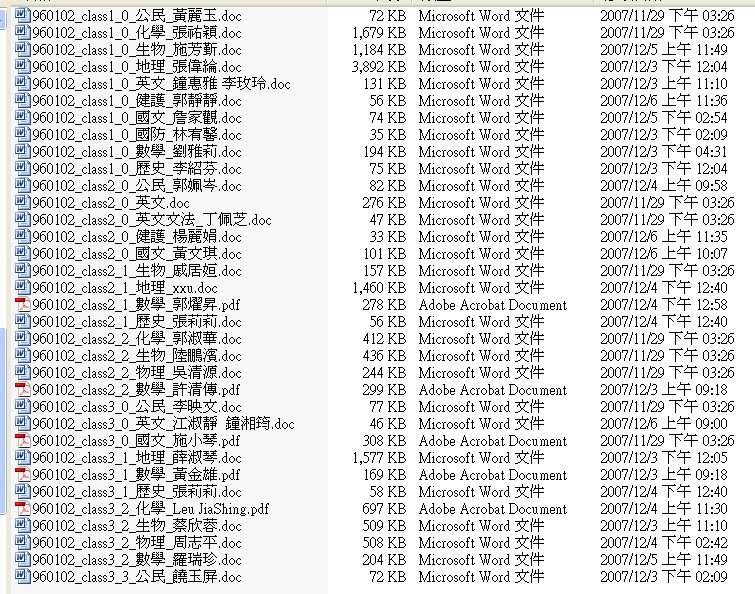 960102_class1_0_公民_黃麗玉.doc 72 KB Microsoft Word 文件 2007/11/29 下午 03:26
960102_class1_0_化學_張祐穎.doc 1,679 KB Microsoft Word 文件 2007/11/29 下午 03:26
960102_class1_0_生物_施芳斳.doc 1,184 KB Microsoft Word 文件 2007/12/5 上午 11:49
960102_class1_0_地理_張偉綸.doc 3,892 KB Microsoft Word 文件 2007/12/3 下午 12:04
960102_class1_0_英文_鐘惠雅 李玫玲.doc 131 KB Microsoft Word 文件 2007/12/3 上午 11:10
960102_class1_0_健護_郭靜靜.doc 56 KB Microsoft Word 文件 2007/12/6 上午 11:36
960102_class1_0_國文_詹家觀.doc 74 KB Microsoft Word 文件 2007/12/5 下午 02:54
960102_class1_0_國防_林宥馨.doc 35 KB Microsoft Word 文件 2007/12/3 下午 02:09
960102_class1_0_數學_劉雅莉.doc 194 KB Microsoft Word 文件 2007/12/3 下午 04:31
960102_class1_0_歷史_李紹芬.doc 75 KB Microsoft Word 文件 2007/12/3 下午 12:04
960102_class2_0_公民_郭姵岑.doc 82 KB Microsoft Word 文件 2007/12/4 上午 09:58
960102_class2_0_英文.doc 276 KB Microsoft Word 文件 2007/11/29 下午 03:26
960102_class2_0_英文文法_丁佩芝.doc 47 KB Microsoft Word 文件 2007/11/29 下午 03:26
960102_class2_0_健護_楊麗娟.doc 33 KB Microsoft Word 文件 2007/12/6 上午 11:35
960102_class2_0_國文_黃文琪.doc 101 KB Microsoft Word 文件 2007/12/6 上午 10:07
960102_class2_1_生物_戚居姮.doc 157 KB Microsoft Word 文件 2007/11/29 下午 03:26
960102_class2_1_地理_xxu.doc 1,460 KB Microsoft Word 文件 2007/12/4 下午 12:40
960102_class2_1_數學_郭燿昇.pdf 278 KB Adobe Acrobat Document 2007/12/4 下午 12:58
960102_class2_1_歷史_張莉莉.doc 56 KB Microsoft Word 文件 2007/12/4 下午 12:40
960102_class2_2_化學_郭淑華.doc 412 KB Microsoft Word 文件 2007/11/29 下午 03:26
960102_class2_2_生物_陸鵬濱.doc 436 KB Microsoft Word 文件 2007/11/29 下午 03:26
960102_class2_2_物理_吳清源.doc 244 KB Microsoft Word 文件 2007/11/29 下午 03:26
960102_class2_2_數學_許清傳.pdf 299 KB Adobe Acrobat Document 2007/12/3 上午 09:18
960102_class3_0_公民_李映文.doc 77 KB Microsoft Word 文件 2007/11/29 下午 03:26
960102_class3_0_英文_江淑靜 鐘湘錡.doc 46 KB Microsoft Word 文件 2007/12/6 上午 09:00
960102_class3_0_國文_施小琴.pdf 308 KB Adobe Acrobat Document 2007/11/29 下午 03:26
960102_class3_1_地理_薛淑琴.doc 1,577 KB Microsoft Word 文件 2007/12/3 下午 12:05
960102_class3_1_數學_黃金雄.pdf 169 KB Adobe Acrobat Document 2007/12/3 上午 09:18
960102_class3_1_歷史_張莉莉.doc 58 KB Microsoft Word 文件 2007/12/4 下午 12:40
960102_class3_2_化學_Leu JiaShing.pdf 697 KB Adobe Acrobat Document 2007/12/4 上午 11:30
960102_class3_2_生物_蔡欣蓉.doc 509 KB Microsoft Word 文件 2007/12/3 上午 11:10
960102_class3_2_物理_周志平.doc 508 KB Microsoft Word 文件 2007/12/4 下午 02:42
960102_class3_2_數學_羅瑞珍.doc 204 KB Microsoft Word 文件 2007/12/5 上午 11:49
960102_class3_3_公民_饒玉屏.doc 72 KB Microsoft Word 文件 2007/12/3 下午 02:09